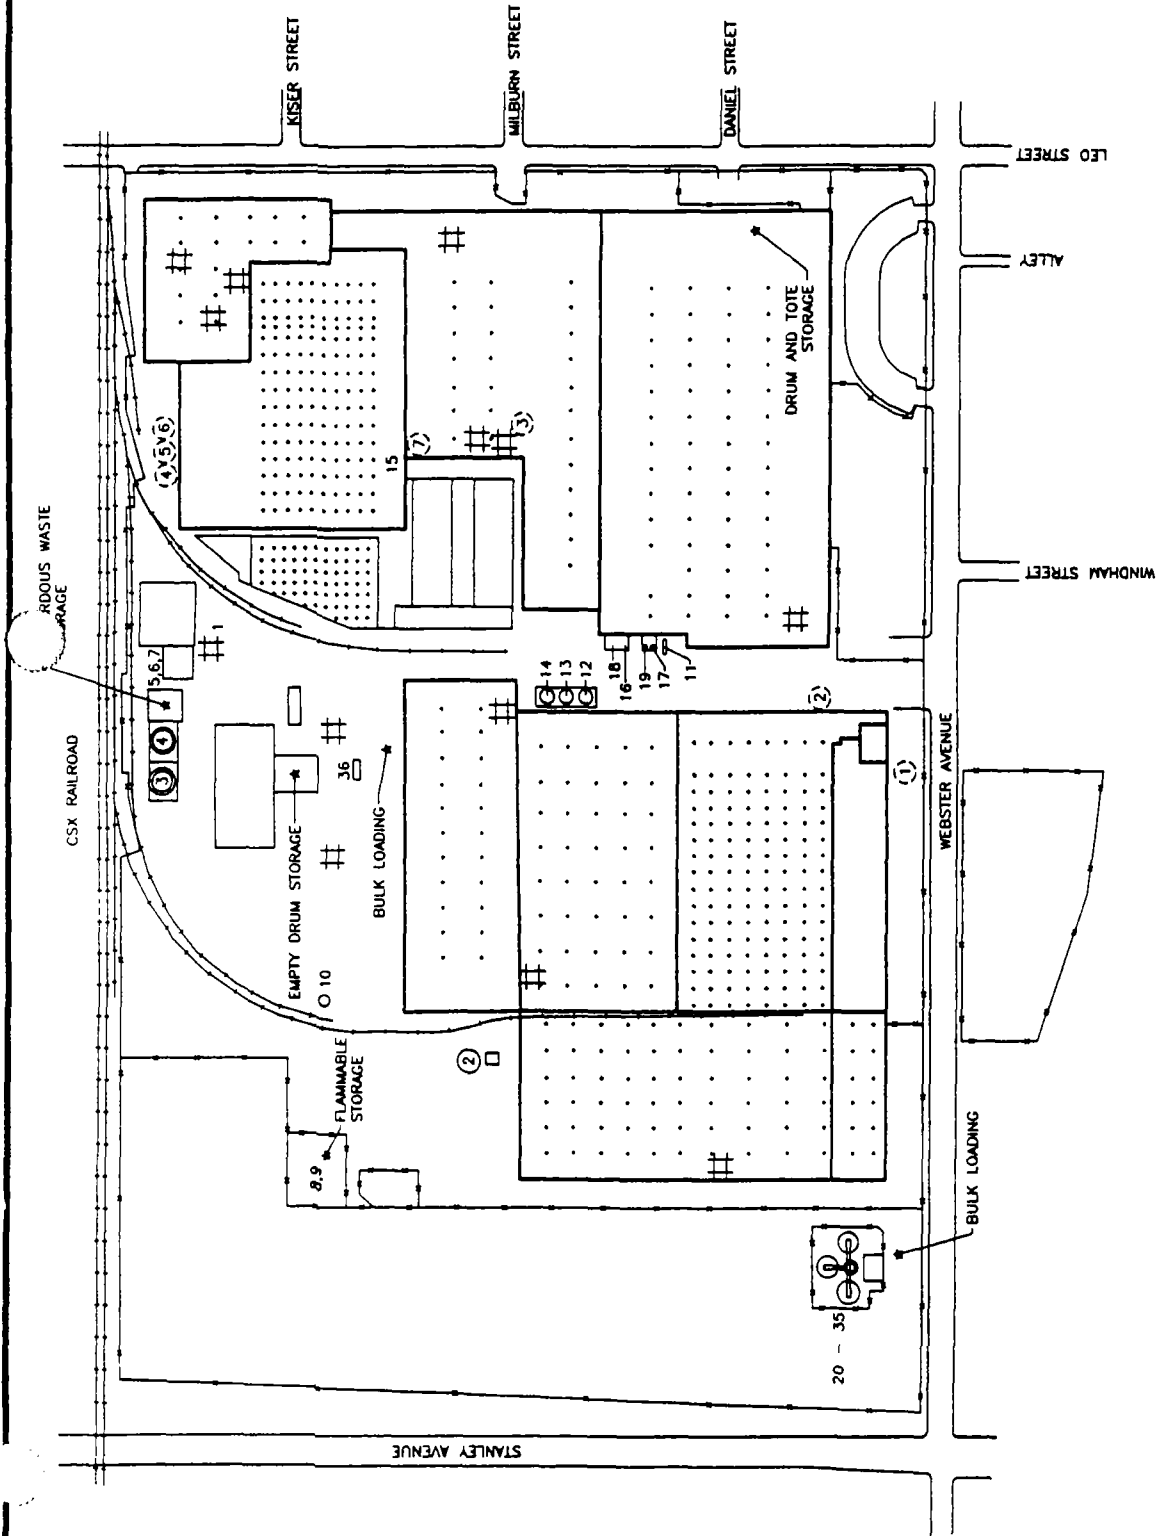 KISER STREET
MILBURN STREET
DANIEL STREET
LEO STREET
ALLEY
WINDHAM STREET
WEBSTER AVENUE
STANLEY AVENUE
CSX RAILROAD
RDOUS WASTE
RAGE
DRUM AND TOTE
STORAGE
4 5 6
7
3
15
1
5,6,7
4
3
36
14
13
12
18
16
19
17
11
2
1
BULK LOADING
EMPTY DRUM STORAGE
10
2
FLAMMABLE
STORAGE
8.9
BULK LOADING
20 - 35